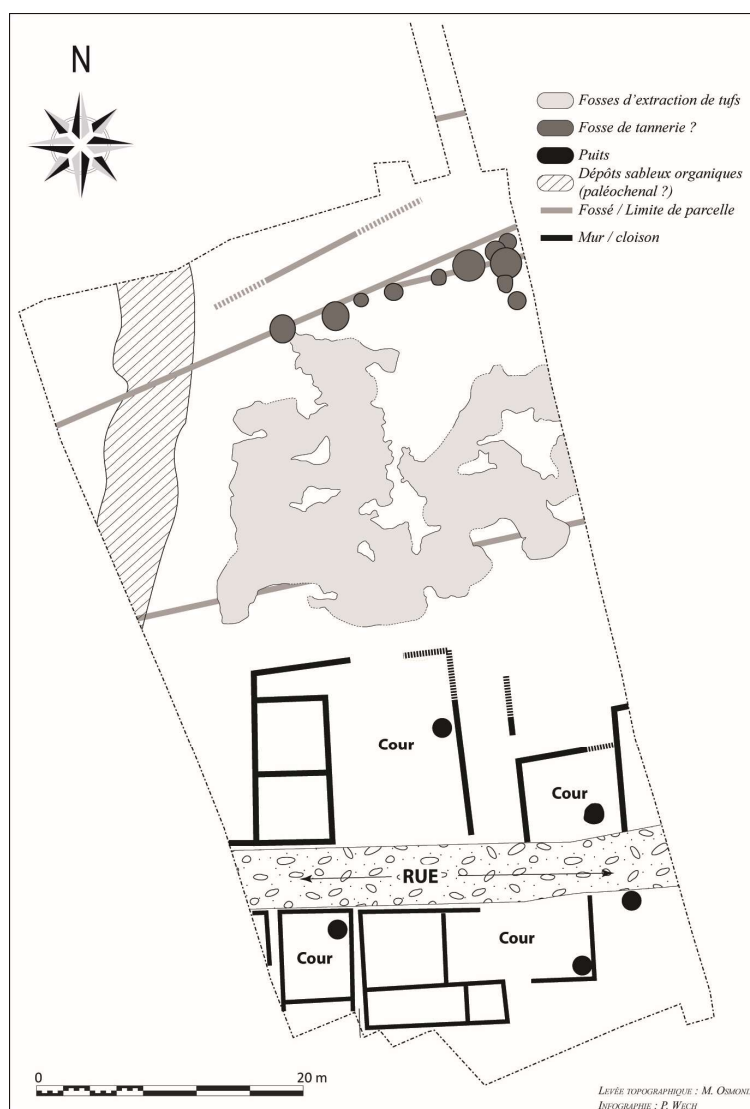 N
Fosses d'extraction de tufs
Fosse de tannerie ?
Puits
Dépôts sableux organiques
(paléochenal ?)
Fossé / Limite de parcelle
Mur / cloison
Cour
Cour
RUE
Cour
Cour
0
20 m
LEVÉE TOPOGRAPHIQUE : M. OSMOND
INFOGRAPHIE : P. WECH